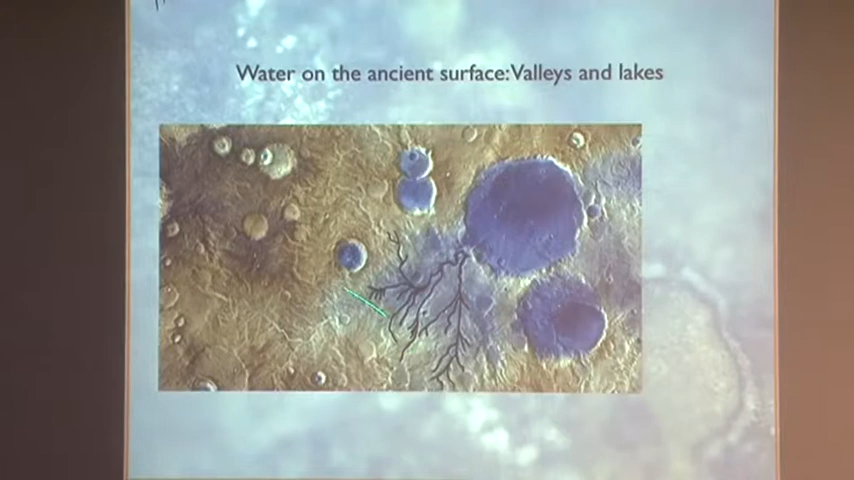 Water on the ancient surface:Valleys and lakes